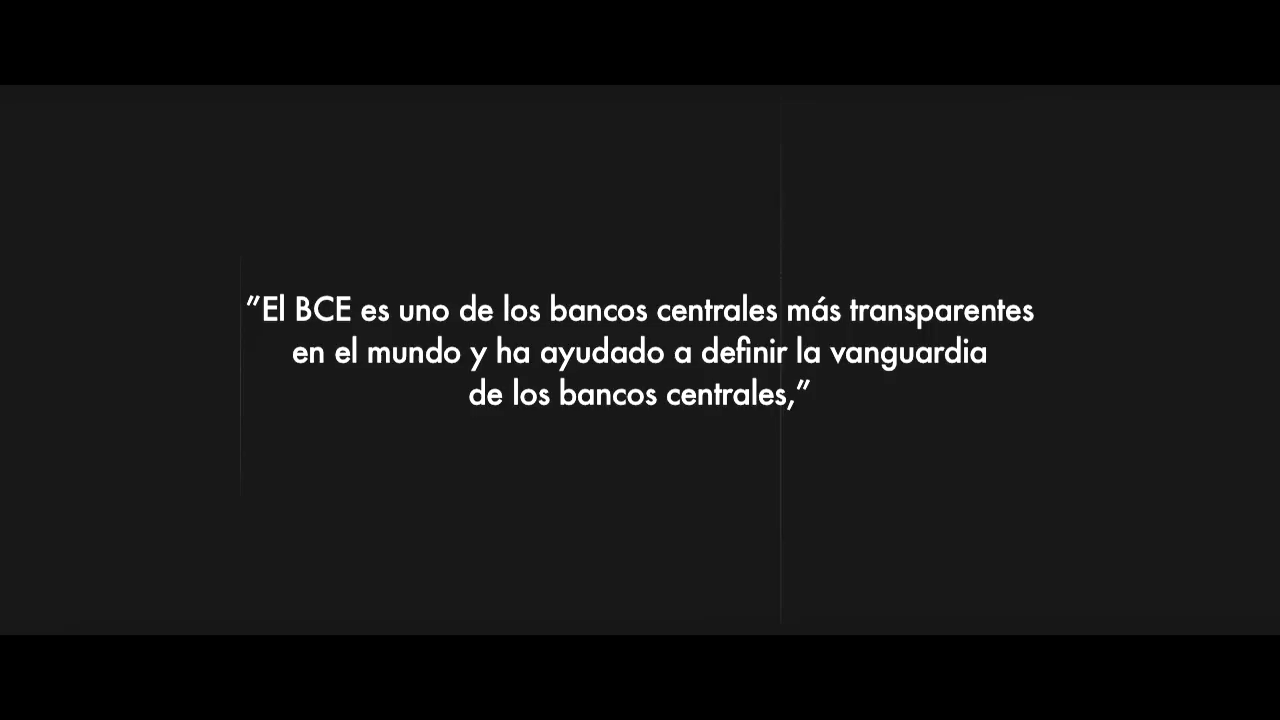 ”El BCE es uno de los bancos centrales más transparentes
en el mundo y ha ayudado a definir la vanguardia
de los bancos centrales,”